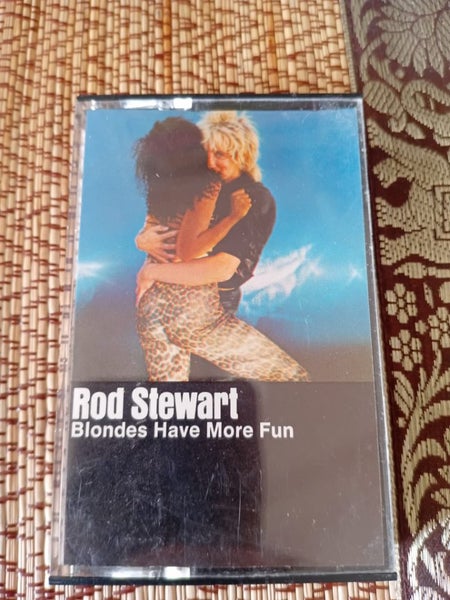 Rod Stewart
Blondes Have More Fun